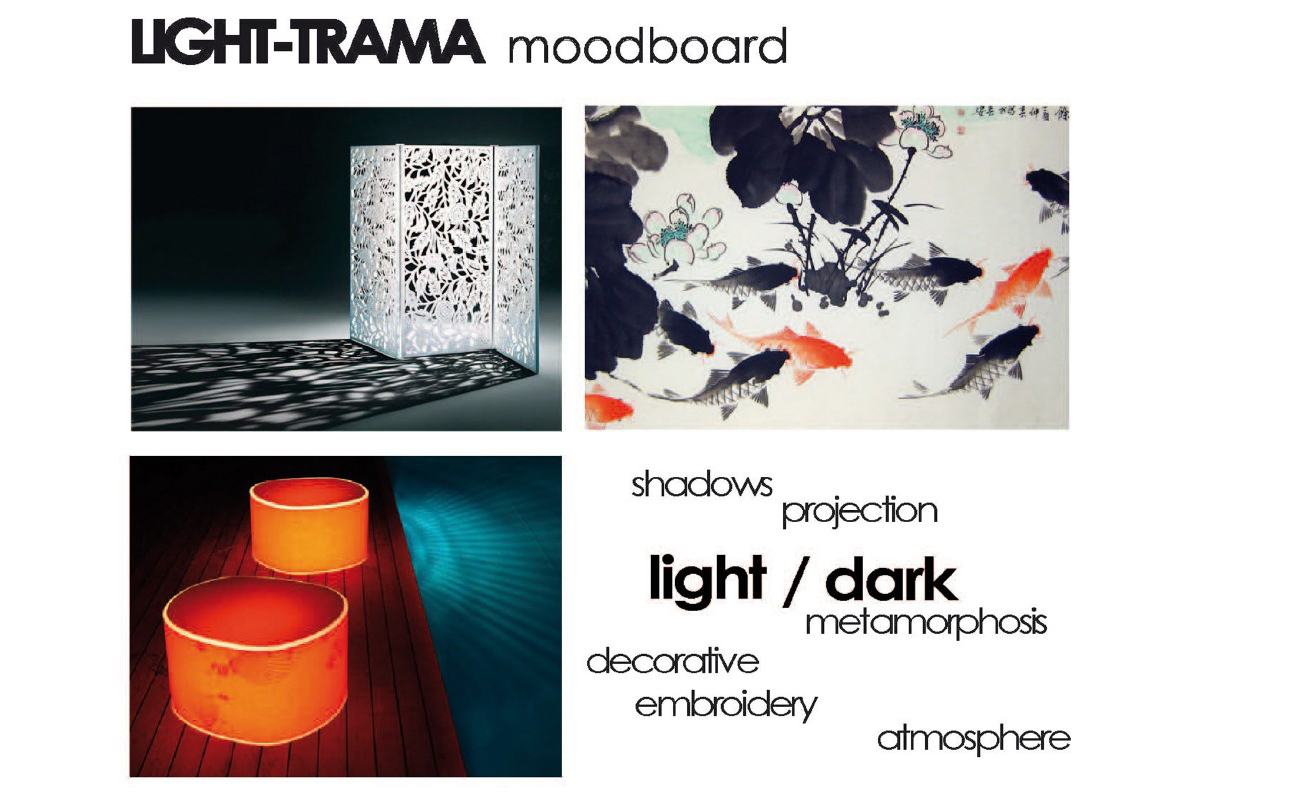 LIGHT-TRAMA moodboard
shadows
projection
light / dark
metamorphosis
decorative
embroidery
atmosphere